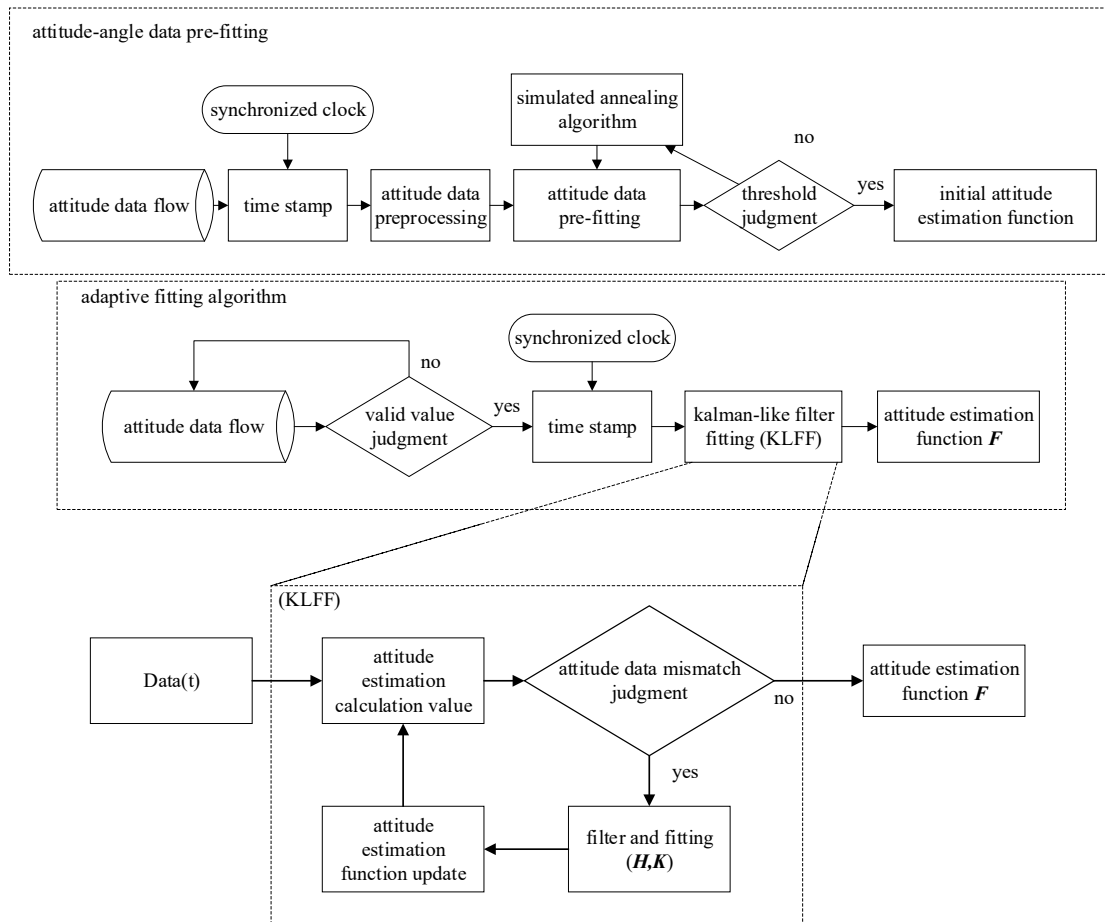 attitude-angle data pre-fitting
synchronized clock
simulated annealing
algorithm
no
attitude data flow
time stamp
attitude data
preprocessing
attitude data
pre-fitting
threshold
judgment
yes
initial attitude
estimation function
adaptive fitting algorithm
synchronized clock
no
attitude data flow
valid value
judgment
yes
time stamp
kalman-like filter
fitting (KLFF)
attitude estimation
function F
(KLFF)
Data(t)
attitude
estimation
calculation value
attitude data mismatch
judgment
no
attitude estimation
function F
yes
attitude
estimation
function update
filter and fitting
(H,K)